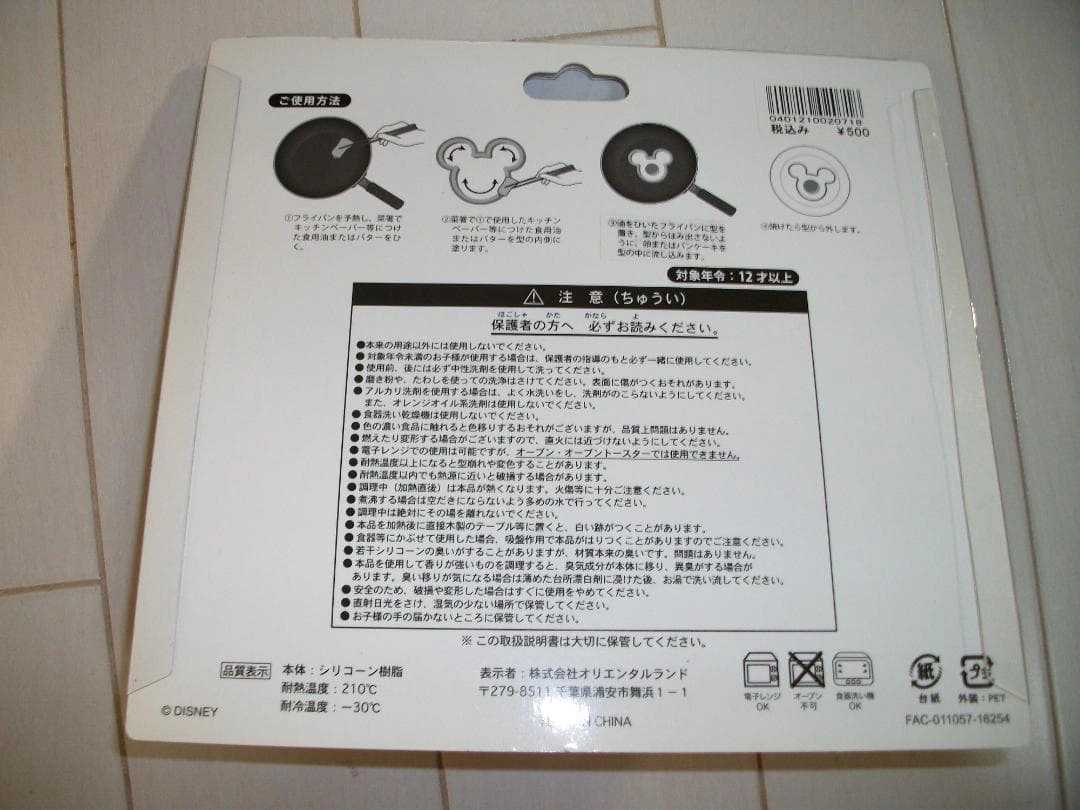 ご使用方法
0401210020718
税込み ¥500
①フライパンを予熱し、菜箸で
キッチンペーパー等につけ
た食用油またはバターをひ
く。
②菜箸で①で使用したキッチン
ペーパー等につけた食用油
またはバターを型の内側に
塗ります。
③油をひいたフライパンに型を
置き、型からはみ出さないよ
うに、卵またはパンケーキを
型の中に流し込みます。
④焼けたら型から外します。
対象年令：12才以上
注 意（ちゅうい）
ほごしゃ かた かなら よ
保護者の方へ 必ずお読みください。
●本来の用途以外には使用しないでください。
●対象年令未満のお子様が使用する場合は、保護者の指導のもと必ず一緒に使用してください。
●使用前、後には必ず中性洗剤を使用して洗ってください。
●磨き粉や、たわしを使っての洗浄はさけてください。表面に傷がつくおそれがあります。
●アルカリ洗剤を使用する場合は、よく水洗いをし、洗剤がのこらないようにしてください。
また、オレンジオイル系洗剤は使用しないでください。
●食器洗い乾燥機は使用しないでください。
●色の濃い食品に触れると色移りするおそれがございますが、品質上問題はありません。
●燃えたり変形する場合がございますので、直火には近づけないようにしてください。
●電子レンジでの使用は可能ですが、オーブン・オーブントースターでは使用できません。
●耐熱温度以上になると型崩れや変色することがあります。
●耐熱温度以内でも熱源に近いと破損する場合があります。
●調理中（加熱直後）は本品が熱くなります。火傷等に十分ご注意ください。
●煮沸する場合は空だきにならないよう多めの水で行ってください。
●調理中は絶対にその場を離れないでください。
●本品を加熱後に直接木製のテーブル等に置くと、白い跡がつくことがあります。
●食器等にかぶせて使用した場合、吸盤作用で本品がはりつくことがありますのでご注意ください。
●若干シリコーンの臭いがすることがありますが、材質本来の臭いです。問題はありません。
●本品を使用して香りが強いものを調理すると、臭気成分が本体に移り、異臭がする場合が
あります。臭い移りが気になる場合は薄めた台所漂白剤に浸けた後、お湯で洗い流してください。
●安全のため、破損や変形した場合はすぐに使用をやめてください。
●直射日光をさけ、湿気の少ない場所で保管してください。
●お子様の手の届かないところに保管してください。
※この取扱説明書は大切に保管してください。
品質表示 本体：シリコーン樹脂
耐熱温度：210℃
耐冷温度：－30℃
表示者：株式会社オリエンタルランド
〒279-8511 千葉県浦安市舞浜1－1
電子レンジ
OK
オーブン
不可
食器洗い機
OK
紙
台紙
プラ
外装：PET
© DISNEY
CHINA
FAC-011057-16254